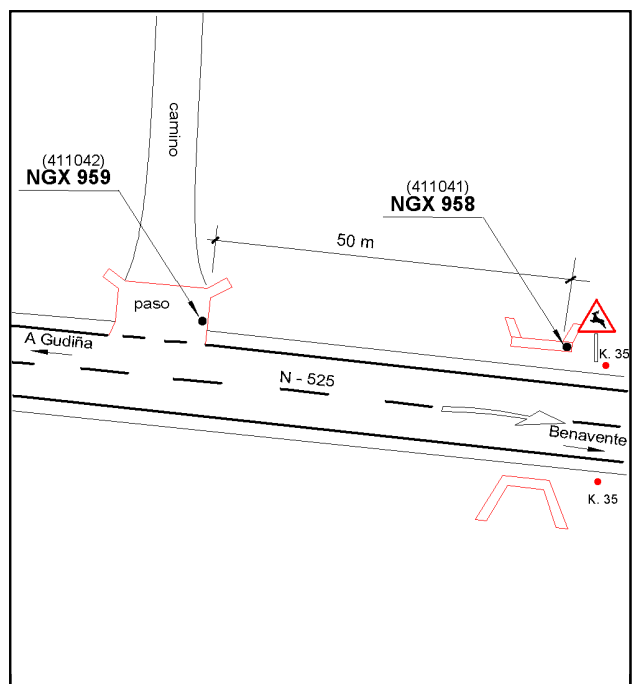 camino
(411042)
NGX 959
(411041)
NGX 958
50 m
paso
A Gudiña
K. 35
N - 525
Benavente
K. 35